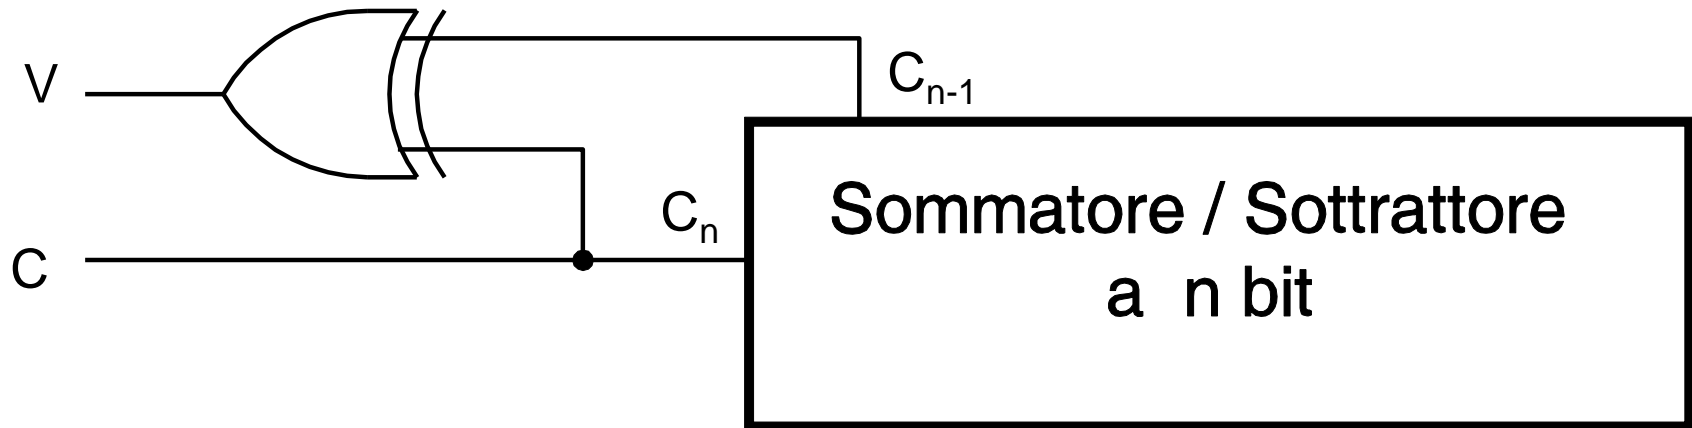 V
C
Cn-1
Cn
Sommatore / Sottrattore
a n bit